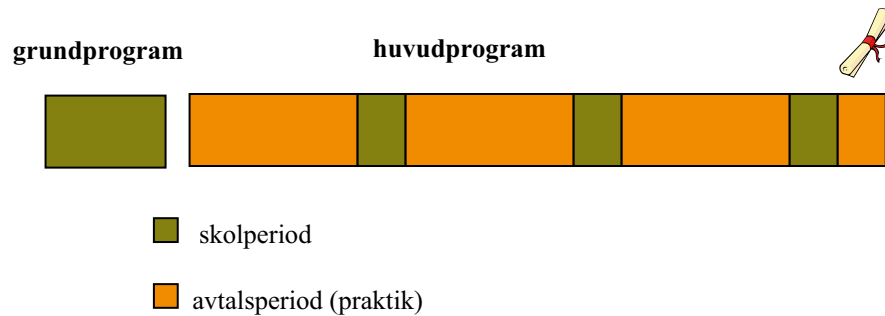 grundprogram
huvudprogram
skolperiod
avtalsperiod (praktik)